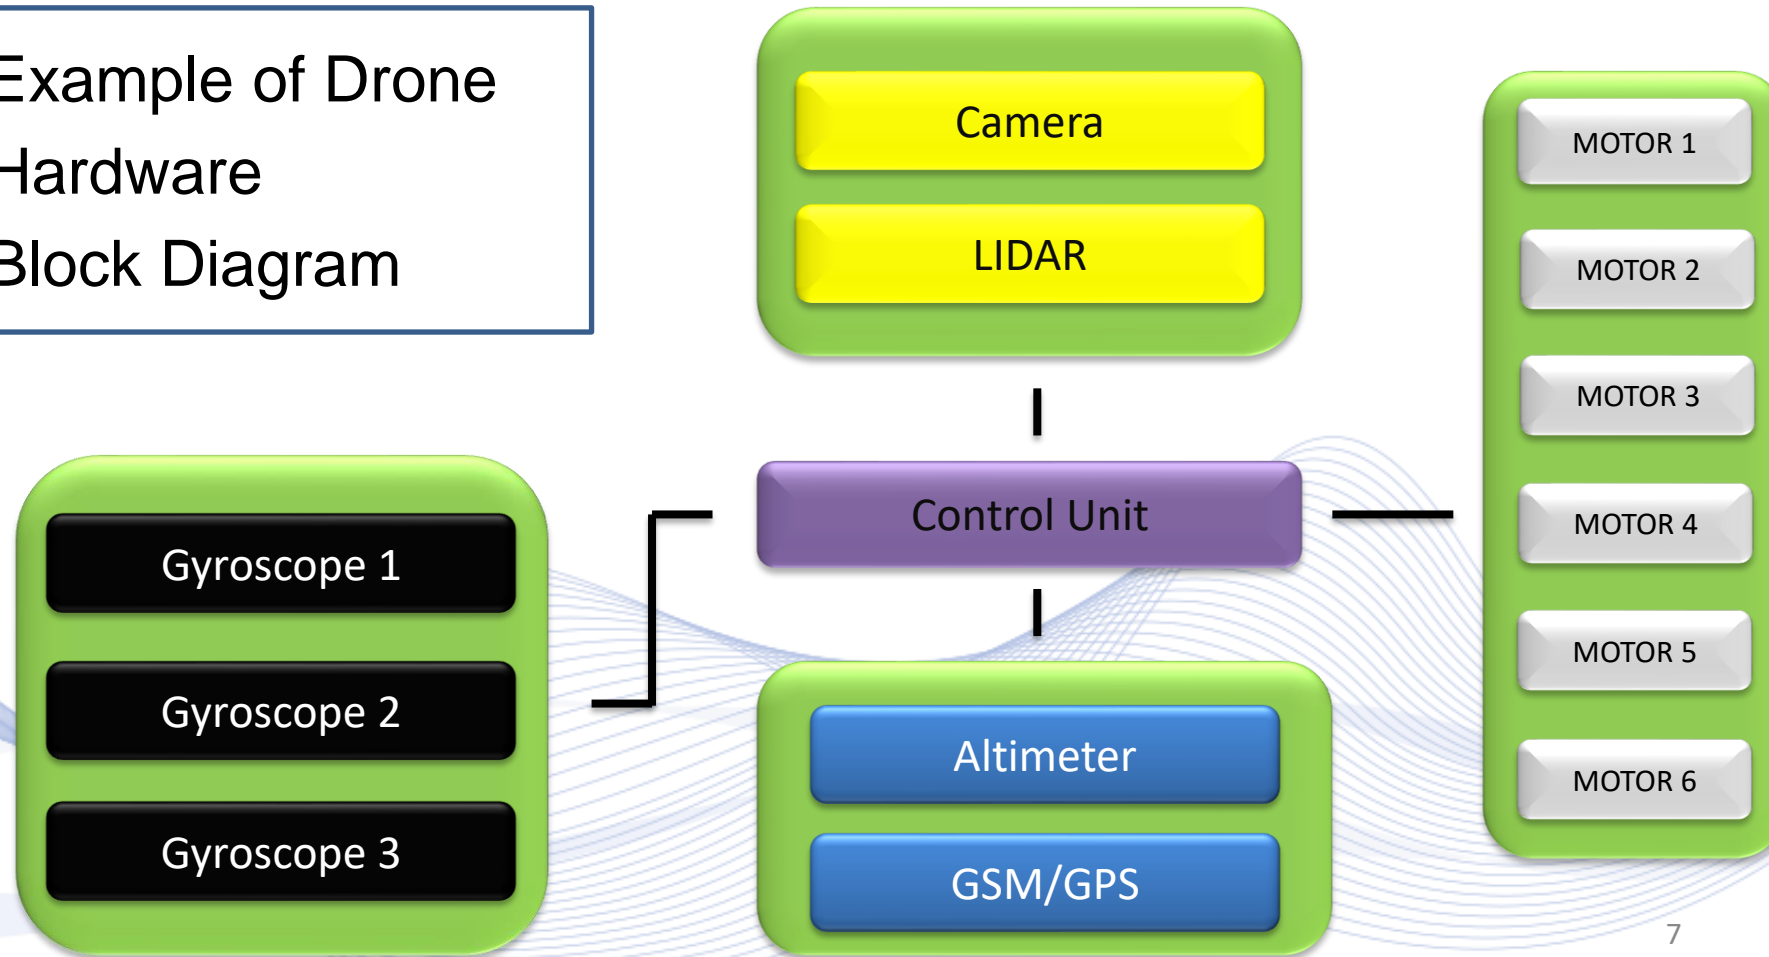 Example of Drone
Hardware
Block Diagram
Camera
LIDAR
Control Unit
Gyroscope 1
Gyroscope 2
Gyroscope 3
Altimeter
GSM/GPS
MOTOR 1
MOTOR 2
MOTOR 3
MOTOR 4
MOTOR 5
MOTOR 6
7